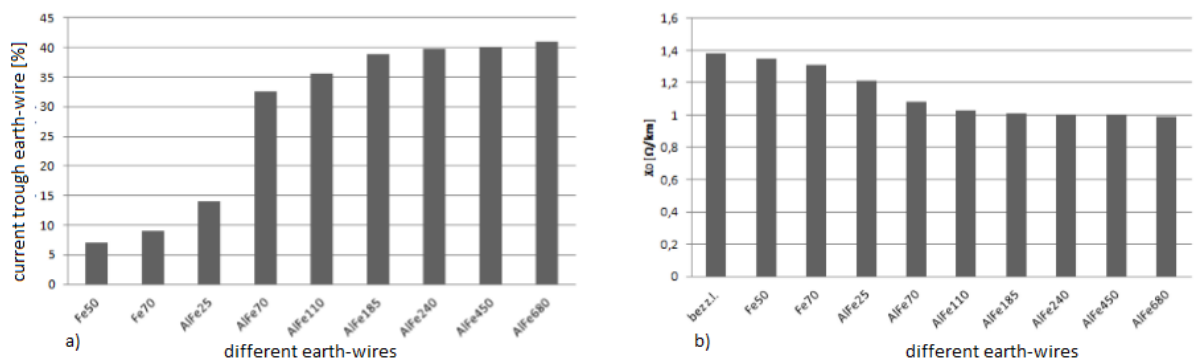 45
40
35
30
25
20
15
10
5
0
current trough earth-wire [%]
Fe50
Fe70
AlFe25
AlFe70
AlFe110
AlFe185
AlFe240
AlFe450
AlFe680
a)
different earth-wires
1,6
1,4
1,2
1
0,8
0,6
0,4
0,2
0
X0 [Ω/km]
bez z.l.
Fe50
Fe70
AlFe25
AlFe70
AlFe110
AlFe185
AlFe240
AlFe450
AlFe680
b)
different earth-wires